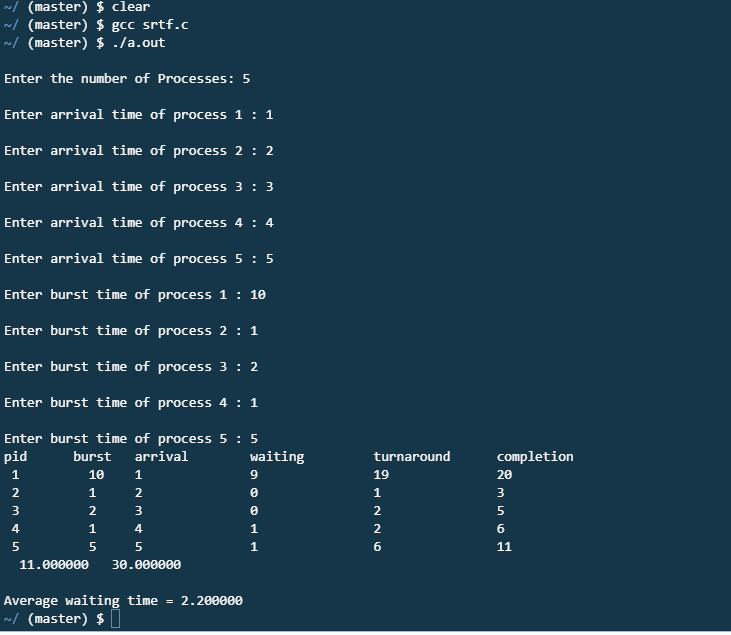 ~/ (master) $ clear
~/ (master) $ gcc srtf.c
~/ (master) $ ./a.out
Enter the number of Processes: 5
Enter arrival time of process 1 : 1
Enter arrival time of process 2 : 2
Enter arrival time of process 3 : 3
Enter arrival time of process 4 : 4
Enter arrival time of process 5 : 5
Enter burst time of process 1 : 10
Enter burst time of process 2 : 1
Enter burst time of process 3 : 2
Enter burst time of process 4 : 1
Enter burst time of process 5 : 5
pid burst arrival waiting turnaround completion
1 10 1 9 19 20
2 1 2 0 1 3
3 2 3 0 2 5
4 1 4 1 2 6
5 5 5 1 6 11
11.000000 30.000000
Average waiting time = 2.200000
~/ (master) $